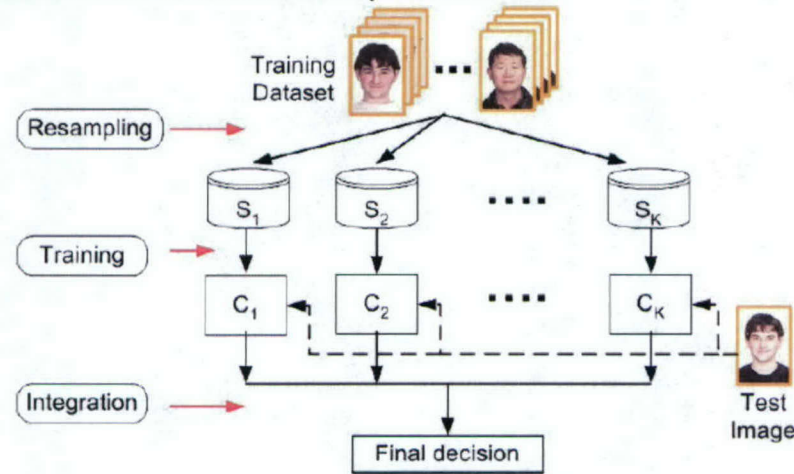 Training
Dataset
Resampling
S1
S2
SK
Training
C1
C2
CK
Integration
Test
Image
Final decision